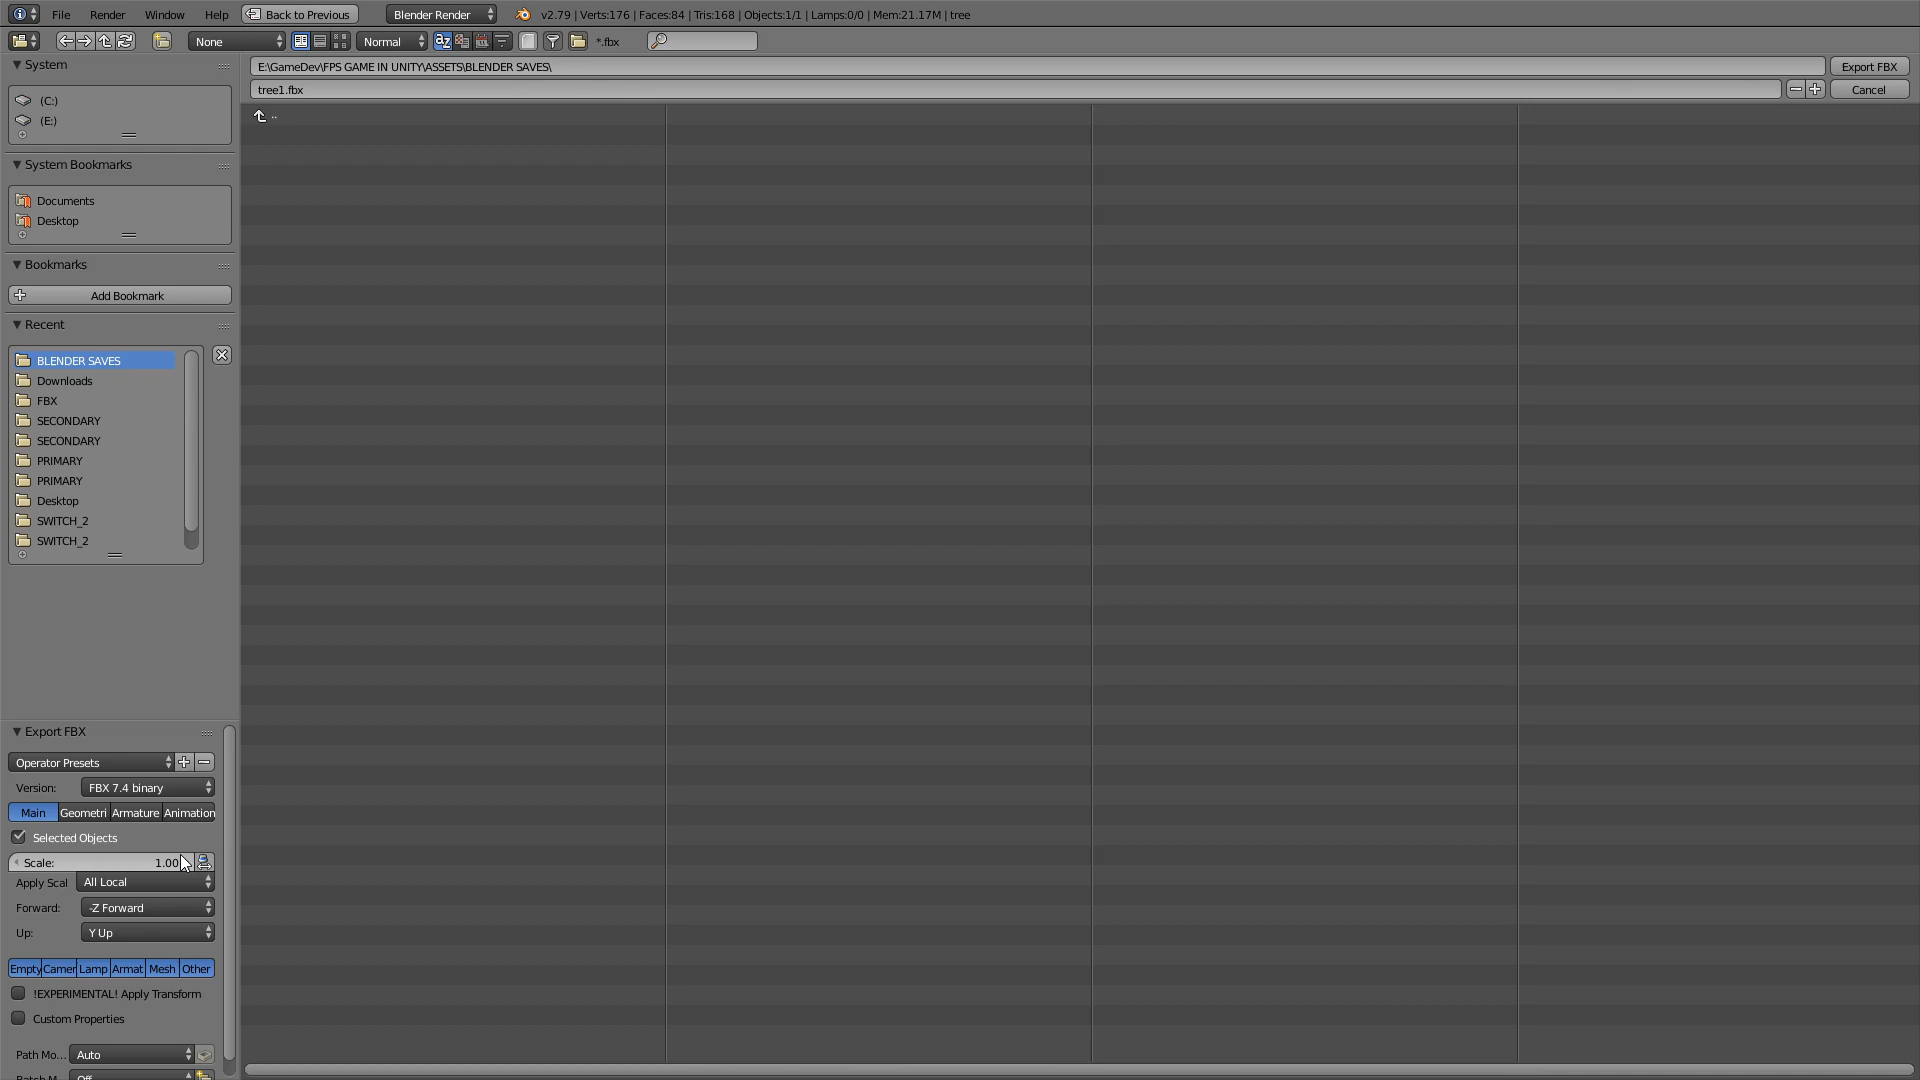 File Render Window Help Back to Previous Blender Render v2.79 | Verts:176 | Faces:84 | Tris:168 | Objects:1/1 | Lamps:0/0 | Mem:21.17M | tree
None Normal *.fbx
System
(C:)
(E:)
System Bookmarks
Documents
Desktop
Bookmarks
Add Bookmark
Recent
BLENDER SAVES
Downloads
FBX
SECONDARY
SECONDARY
PRIMARY
PRIMARY
Desktop
SWITCH_2
SWITCH_2
Export FBX
Operator Presets
Version: FBX 7.4 binary
Main Geometri Armature Animation
Selected Objects
Scale: 1.00
Apply Scal All Local
Forward: -Z Forward
Up: Y Up
Empty Camer Lamp Armat Mesh Other
!EXPERIMENTAL! Apply Transform
Custom Properties
Path Mo... Auto
Batch M... Off
E:\GameDev\FPS GAME IN UNITY\ASSETS\BLENDER SAVES\ Export FBX
tree1.fbx Cancel
..